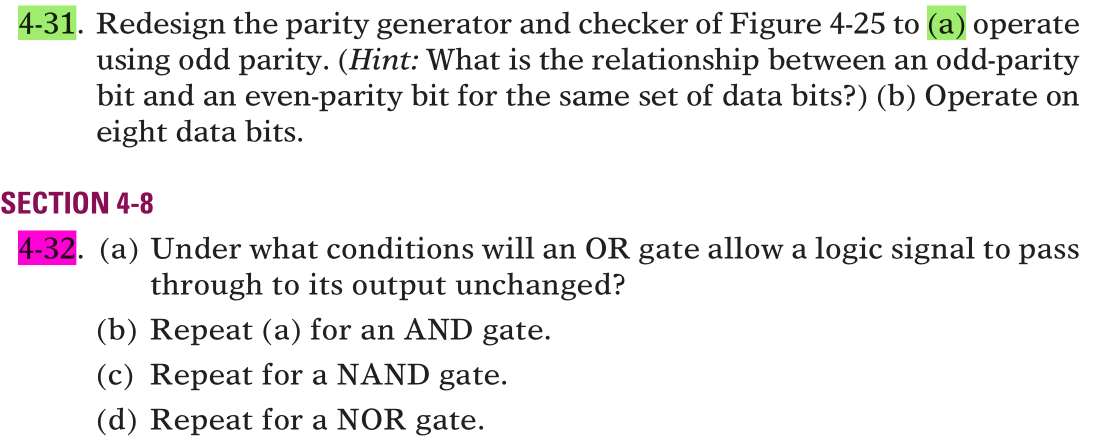 4-31. Redesign the parity generator and checker of Figure 4-25 to (a) operate
using odd parity. (Hint: What is the relationship between an odd-parity
bit and an even-parity bit for the same set of data bits?) (b) Operate on
eight data bits.
SECTION 4-8
4-32. (a) Under what conditions will an OR gate allow a logic signal to pass
through to its output unchanged?
(b) Repeat (a) for an AND gate.
(c) Repeat for a NAND gate.
(d) Repeat for a NOR gate.